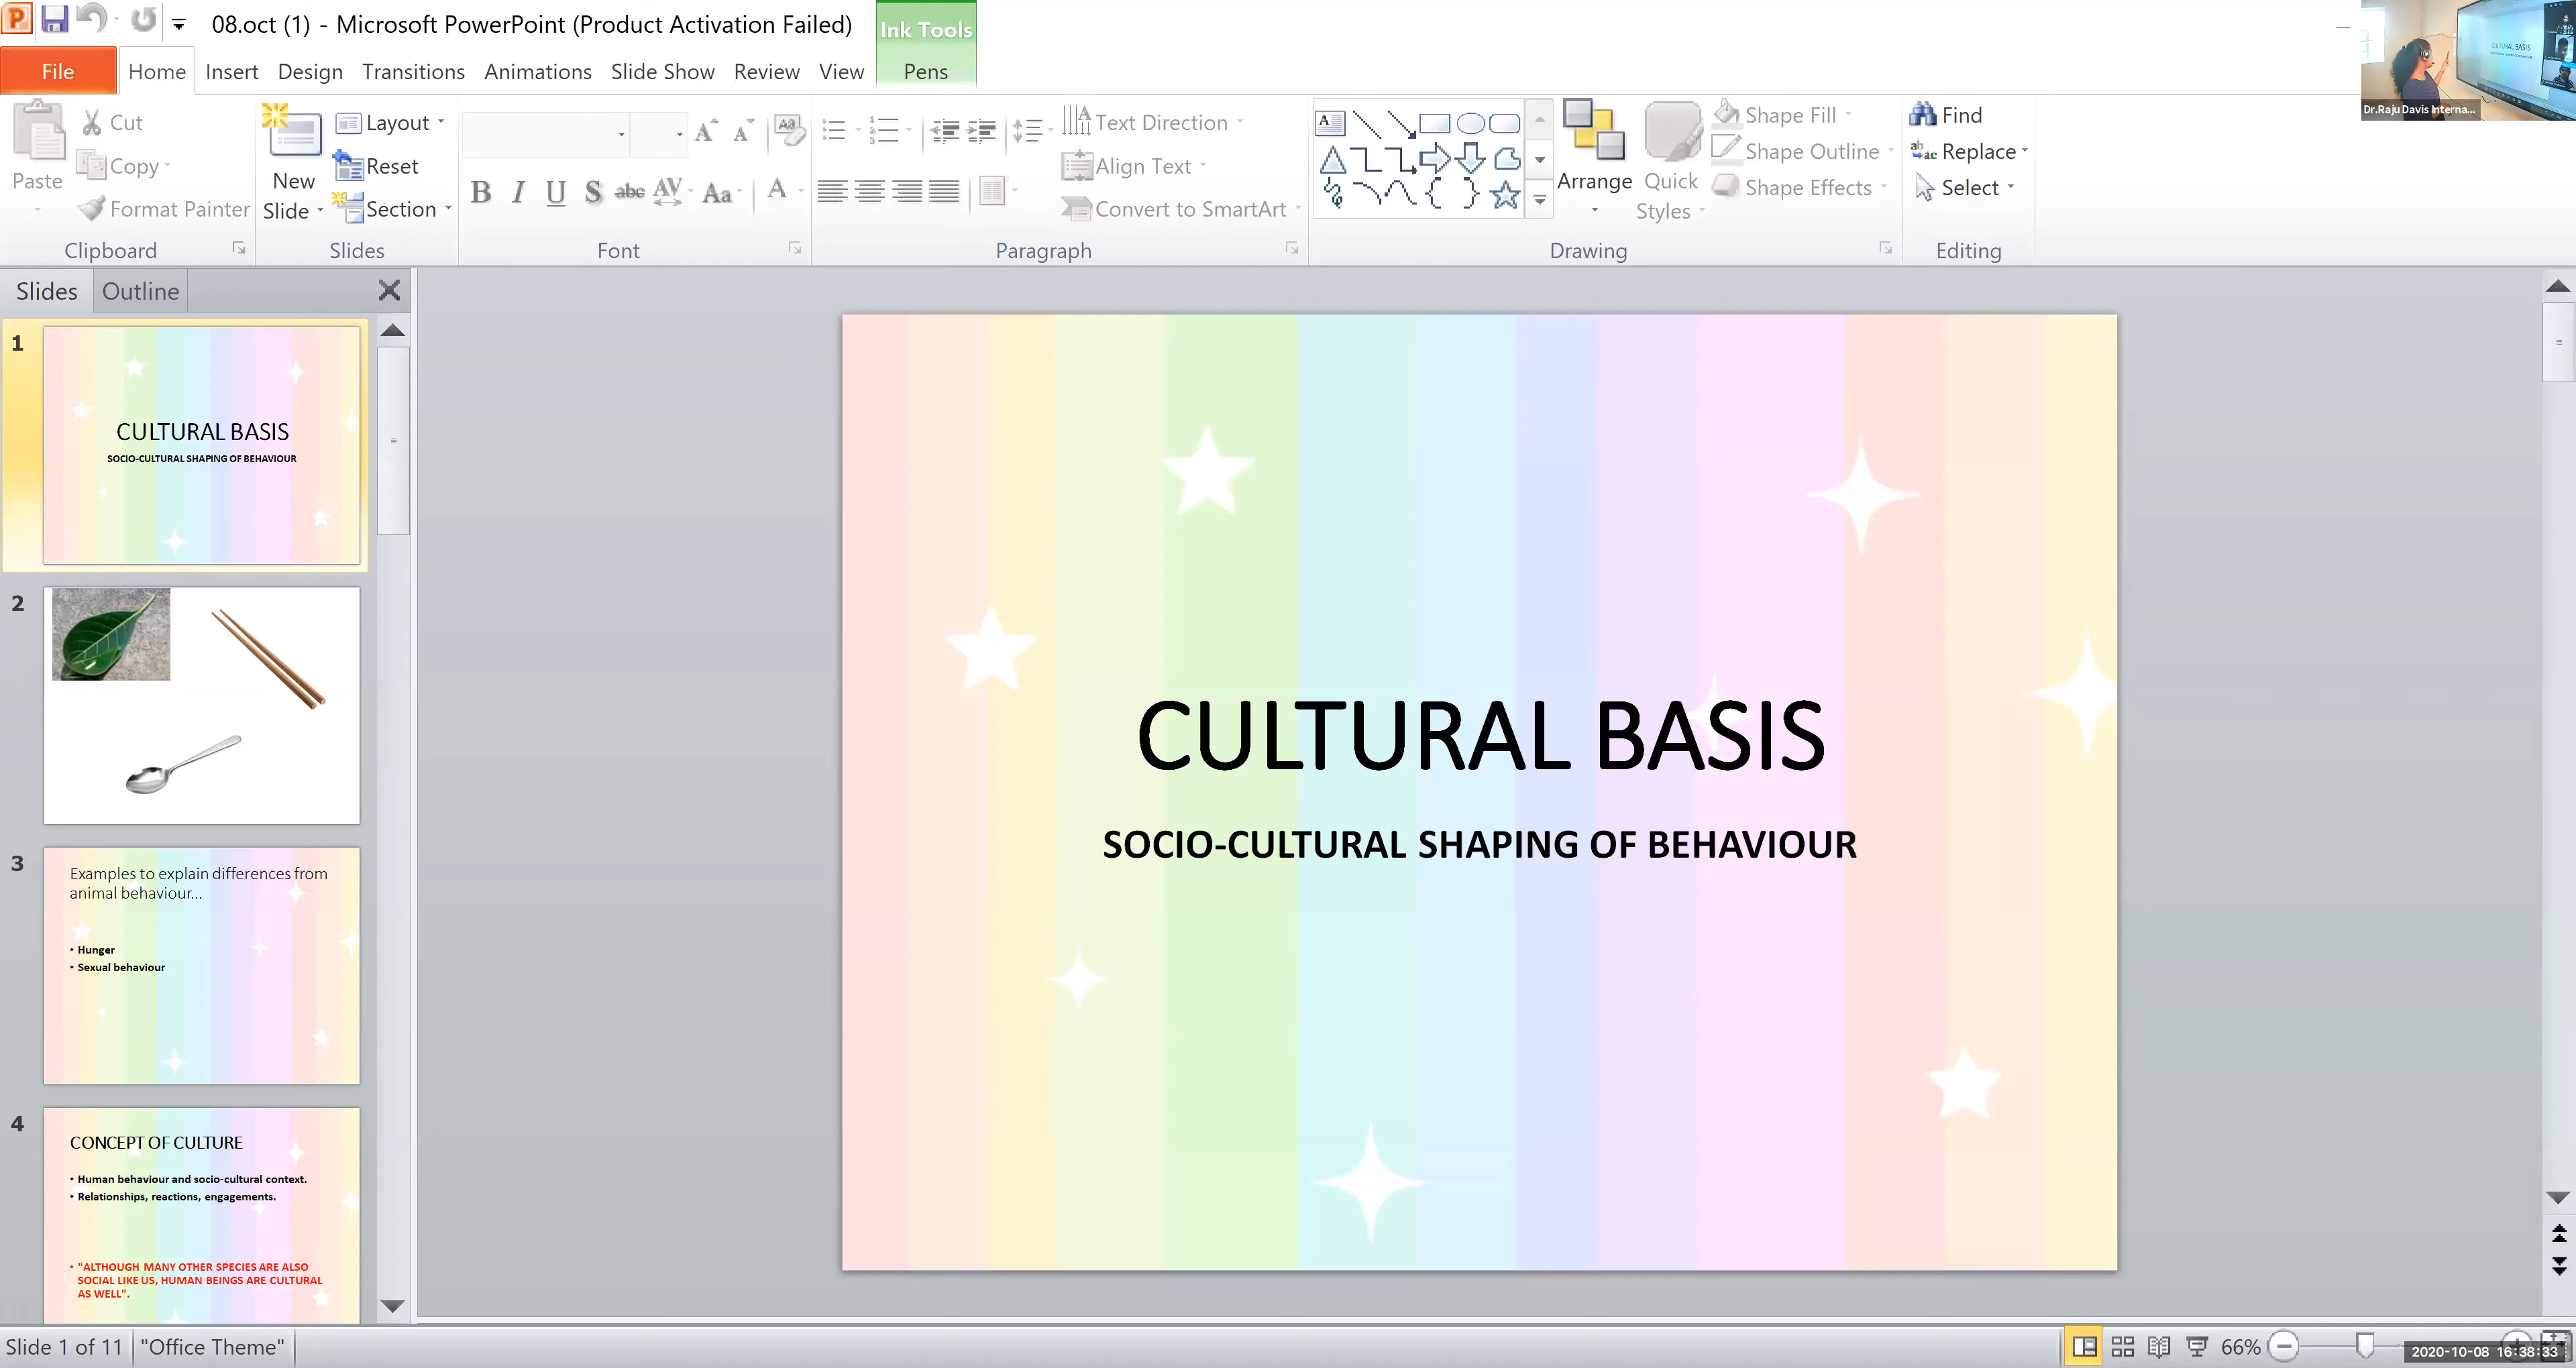 08.oct (1) - Microsoft PowerPoint (Product Activation Failed)
Ink Tools
File Home Insert Design Transitions Animations Slide Show Review View Pens
Paste
Cut
Copy
Format Painter
Clipboard
New
Slide
Layout
Reset
Section
Slides
Font
Text Direction
Align Text
Convert to SmartArt
Paragraph
Arrange
Quick
Styles
Shape Fill
Shape Outline
Shape Effects
Drawing
Find
Replace
Select
Editing
CULTURAL BASIS
Dr.Raju Davis Interna...
Slides Outline
1
CULTURAL BASIS
SOCIO-CULTURAL SHAPING OF BEHAVIOUR
2
3
Examples to explain differences from
animal behaviour...
• Hunger
• Sexual behaviour
4
CONCEPT OF CULTURE
• Human behaviour and socio-cultural context.
• Relationships, reactions, engagements.
• "ALTHOUGH MANY OTHER SPECIES ARE ALSO
SOCIAL LIKE US, HUMAN BEINGS ARE CULTURAL
AS WELL".
CULTURAL BASIS
SOCIO-CULTURAL SHAPING OF BEHAVIOUR
Slide 1 of 11 "Office Theme" 66%
2020-10-08 16:38:33